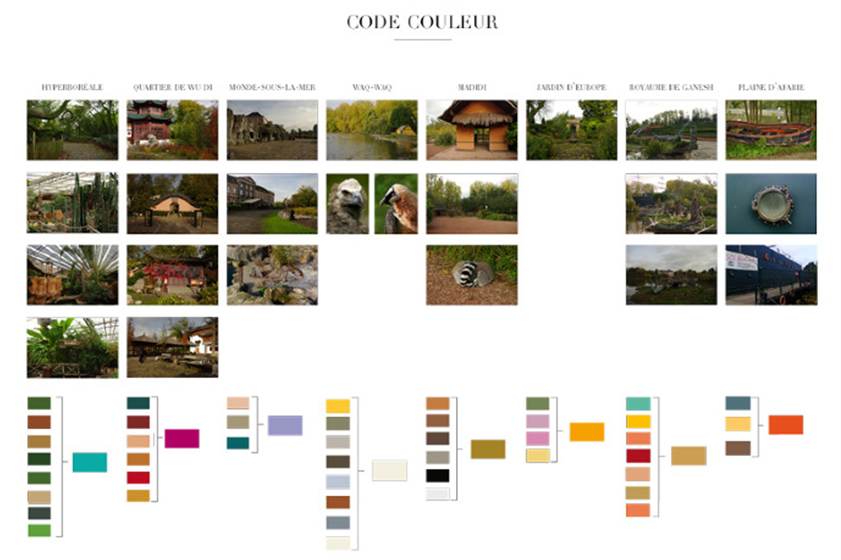 CODE COULEUR
HYPERBORÉALE
QUARTIER DE WU DI
MONDE-SOUS-LA-MER
WAQ-WAQ
MADIDI
JARDIN D'EUROPE
ROYAUME DE GANESH
PLAINE D'AFARIE